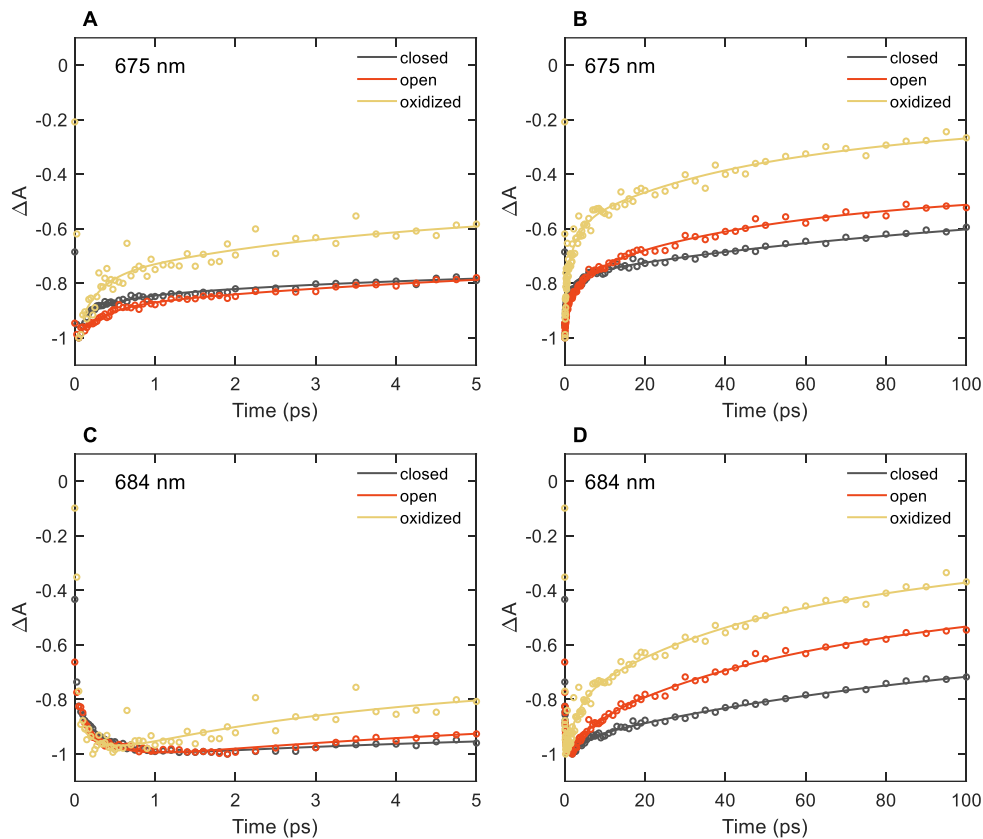 A
675 nm
closed
open
oxidized
0
-0.2
-0.4
-0.6
-0.8
-1
ΔA
0 1 2 3 4 5
Time (ps)
B
675 nm
closed
open
oxidized
0
-0.2
-0.4
-0.6
-0.8
-1
ΔA
0 20 40 60 80 100
Time (ps)
C
684 nm
closed
open
oxidized
0
-0.2
-0.4
-0.6
-0.8
-1
ΔA
0 1 2 3 4 5
Time (ps)
D
684 nm
closed
open
oxidized
0
-0.2
-0.4
-0.6
-0.8
-1
ΔA
0 20 40 60 80 100
Time (ps)